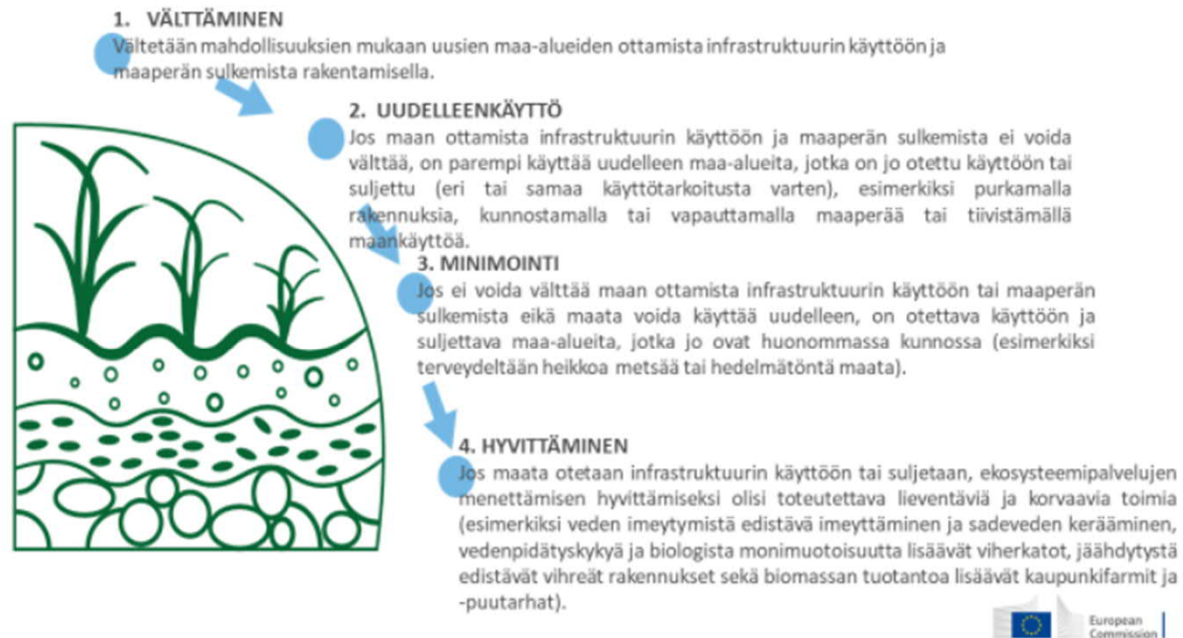 1. VÄLTTÄMINEN
Vältetään mahdollisuuksien mukaan uusien maa-alueiden ottamista infrastruktuurin käyttöön ja
maaperän sulkemista rakentamisella.
2. UUDELLEENKÄYTTÖ
Jos maan ottamista infrastruktuurin käyttöön ja maaperän sulkemista ei voida
välttää, on parempi käyttää uudelleen maa-alueita, jotka on jo otettu käyttöön tai
suljettu (eri tai samaa käyttötarkoitusta varten), esimerkiksi purkamalla
rakennuksia, kunnostamalla tai vapauttamalla maaperää tai tiivistämällä
maankäyttöä.
3. MINIMOINTI
Jos ei voida välttää maan ottamista infrastruktuurin käyttöön tai maaperän
sulkemista eikä maata voida käyttää uudelleen, on otettava käyttöön ja
suljettava maa-alueita, jotka jo ovat huonommassa kunnossa (esimerkiksi
terveydeltään heikkoa metsää tai hedelmätöntä maata).
4. HYVITTÄMINEN
Jos maata otetaan infrastruktuurin käyttöön tai suljetaan, ekosysteemipalvelujen
menettämisen hyvittämiseksi olisi toteutettava lieventäviä ja korvaavia toimia
(esimerkiksi veden imeytymistä edistävä imeyttäminen ja sadeveden kerääminen,
vedenpidätyskykyä ja biologista monimuotoisuutta lisäävät viherkatot, jäähdytystä
edistävät vihreät rakennukset sekä biomassan tuotantoa lisäävät kaupunkifarmit ja
-puutarhat).
European
Commission